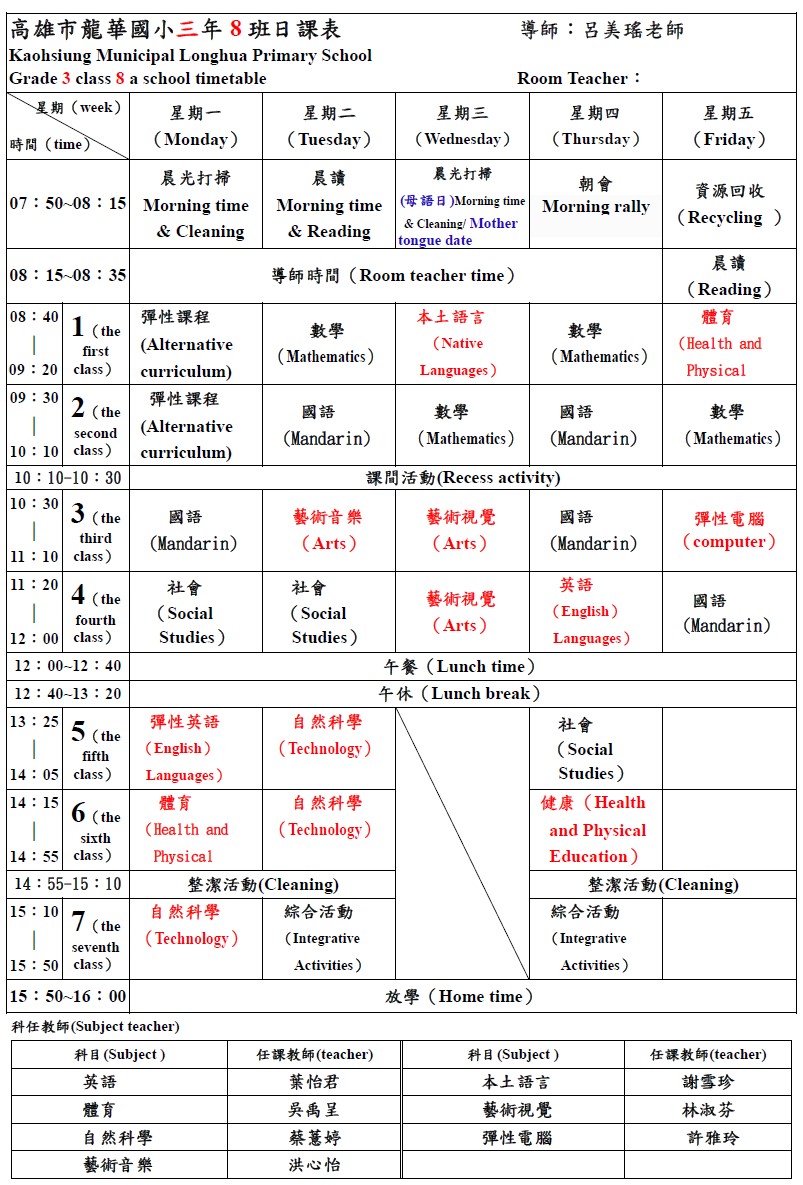 高雄市龍華國小三年 8 班日課表 導師：呂美瑤老師
Kaohsiung Municipal Longhua Primary School
Grade 3 class 8 a school timetable Room Teacher：
星期（week）
時間（time）
星期一
（Monday）
星期二
（Tuesday）
星期三
（Wednesday）
星期四
（Thursday）
星期五
（Friday）
07：50~08：15
晨光打掃
Morning time
& Cleaning
晨讀
Morning time
& Reading
晨光打掃
(母語日)Morning time
& Cleaning/ Mother
tongue date
朝會
Morning rally
資源回收
（Recycling ）
08：15~08：35
導師時間（Room teacher time）
晨讀
（Reading）
08：40
|
09：20
1（the
first
class）
彈性課程
(Alternative
curriculum)
數學
（Mathematics）
本土語言
（Native
Languages）
數學
（Mathematics）
體育
（Health and
Physical
09：30
|
10：10
2（the
second
class）
彈性課程
(Alternative
curriculum)
國語
（Mandarin）
數學
（Mathematics）
國語
（Mandarin）
數學
（Mathematics）
10：10-10：30
課間活動(Recess activity)
10：30
|
11：10
3（the
third
class）
國語
（Mandarin）
藝術音樂
（Arts）
藝術視覺
（Arts）
國語
（Mandarin）
彈性電腦
（computer）
11：20
|
12：00
4（the
fourth
class）
社會
（Social
Studies）
社會
（Social
Studies）
藝術視覺
（Arts）
英語
（English）
Languages）
國語
（Mandarin）
12：00~12：40
午餐（Lunch time）
12：40~13：20
午休（Lunch break）
13：25
|
14：05
5（the
fifth
class）
彈性英語
（English）
Languages）
自然科學
（Technology）
社會
（Social
Studies）
14：15
|
14：55
6（the
sixth
class）
體育
（Health and
Physical
自然科學
（Technology）
健康（Health
and Physical
Education）
14：55-15：10
整潔活動(Cleaning)
整潔活動(Cleaning)
15：10
|
15：50
7（the
seventh
class）
自然科學
（Technology）
綜合活動
（Integrative
Activities）
綜合活動
（Integrative
Activities）
15：50~16：00
放學（Home time）
科任教師(Subject teacher)
科目(Subject ) 任課教師(teacher) 科目(Subject ) 任課教師(teacher)
英語 葉怡君 本土語言 謝雪珍
體育 吳禹呈 藝術視覺 林淑芬
自然科學 蔡蕙婷 彈性電腦 許雅玲
藝術音樂 洪心怡